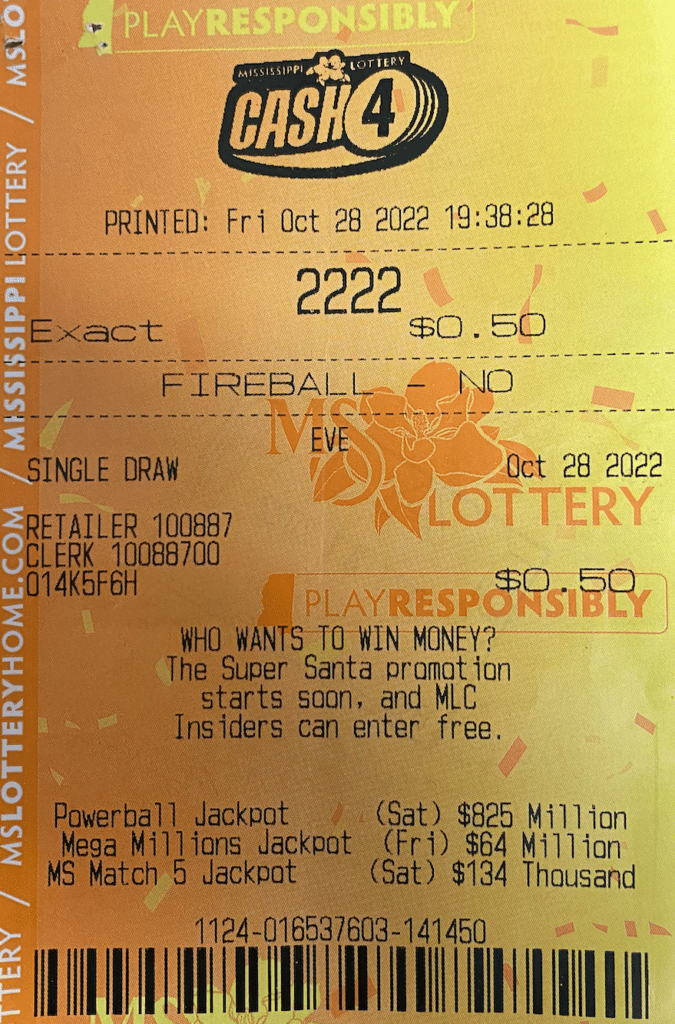 PLAYRESPONSIBLY
MISSISSIPPI LOTTERY
CASH 4
PRINTED: Fri Oct 28 2022 19:38:28
2222
Exact $0.50
FIREBALL - NO
MS
EVE
SINGLE DRAW Oct 28 2022
LOTTERY
RETAILER 100887
CLERK 10088700
014K5F6H $0.50
PLAYRESPONSIBLY
WHO WANTS TO WIN MONEY?
The Super Santa promotion
starts soon, and MLC
Insiders can enter free.
Powerball Jackpot (Sat) $825 Million
Mega Millions Jackpot (Fri) $64 Million
MS Match 5 Jackpot (Sat) $134 Thousand
1124-016537603-141450
MS
TTERY / MSLOTTERYHOME.COM / MISSISSIPPI LOTTERY / MSLO